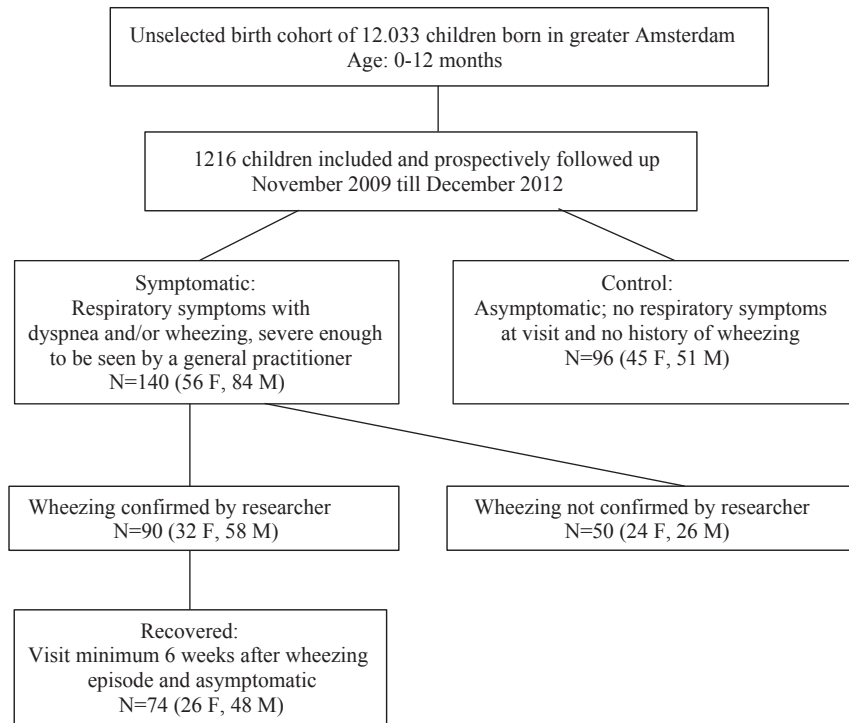 Unselected birth cohort of 12.033 children born in greater Amsterdam
Age: 0-12 months
1216 children included and prospectively followed up
November 2009 till December 2012
Symptomatic:
Respiratory symptoms with
dyspnea and/or wheezing, severe enough
to be seen by a general practitioner
N=140 (56 F, 84 M)
Control:
Asymptomatic; no respiratory symptoms
at visit and no history of wheezing
N=96 (45 F, 51 M)
Wheezing confirmed by researcher
N=90 (32 F, 58 M)
Wheezing not confirmed by researcher
N=50 (24 F, 26 M)
Recovered:
Visit minimum 6 weeks after wheezing
episode and asymptomatic
N=74 (26 F, 48 M)